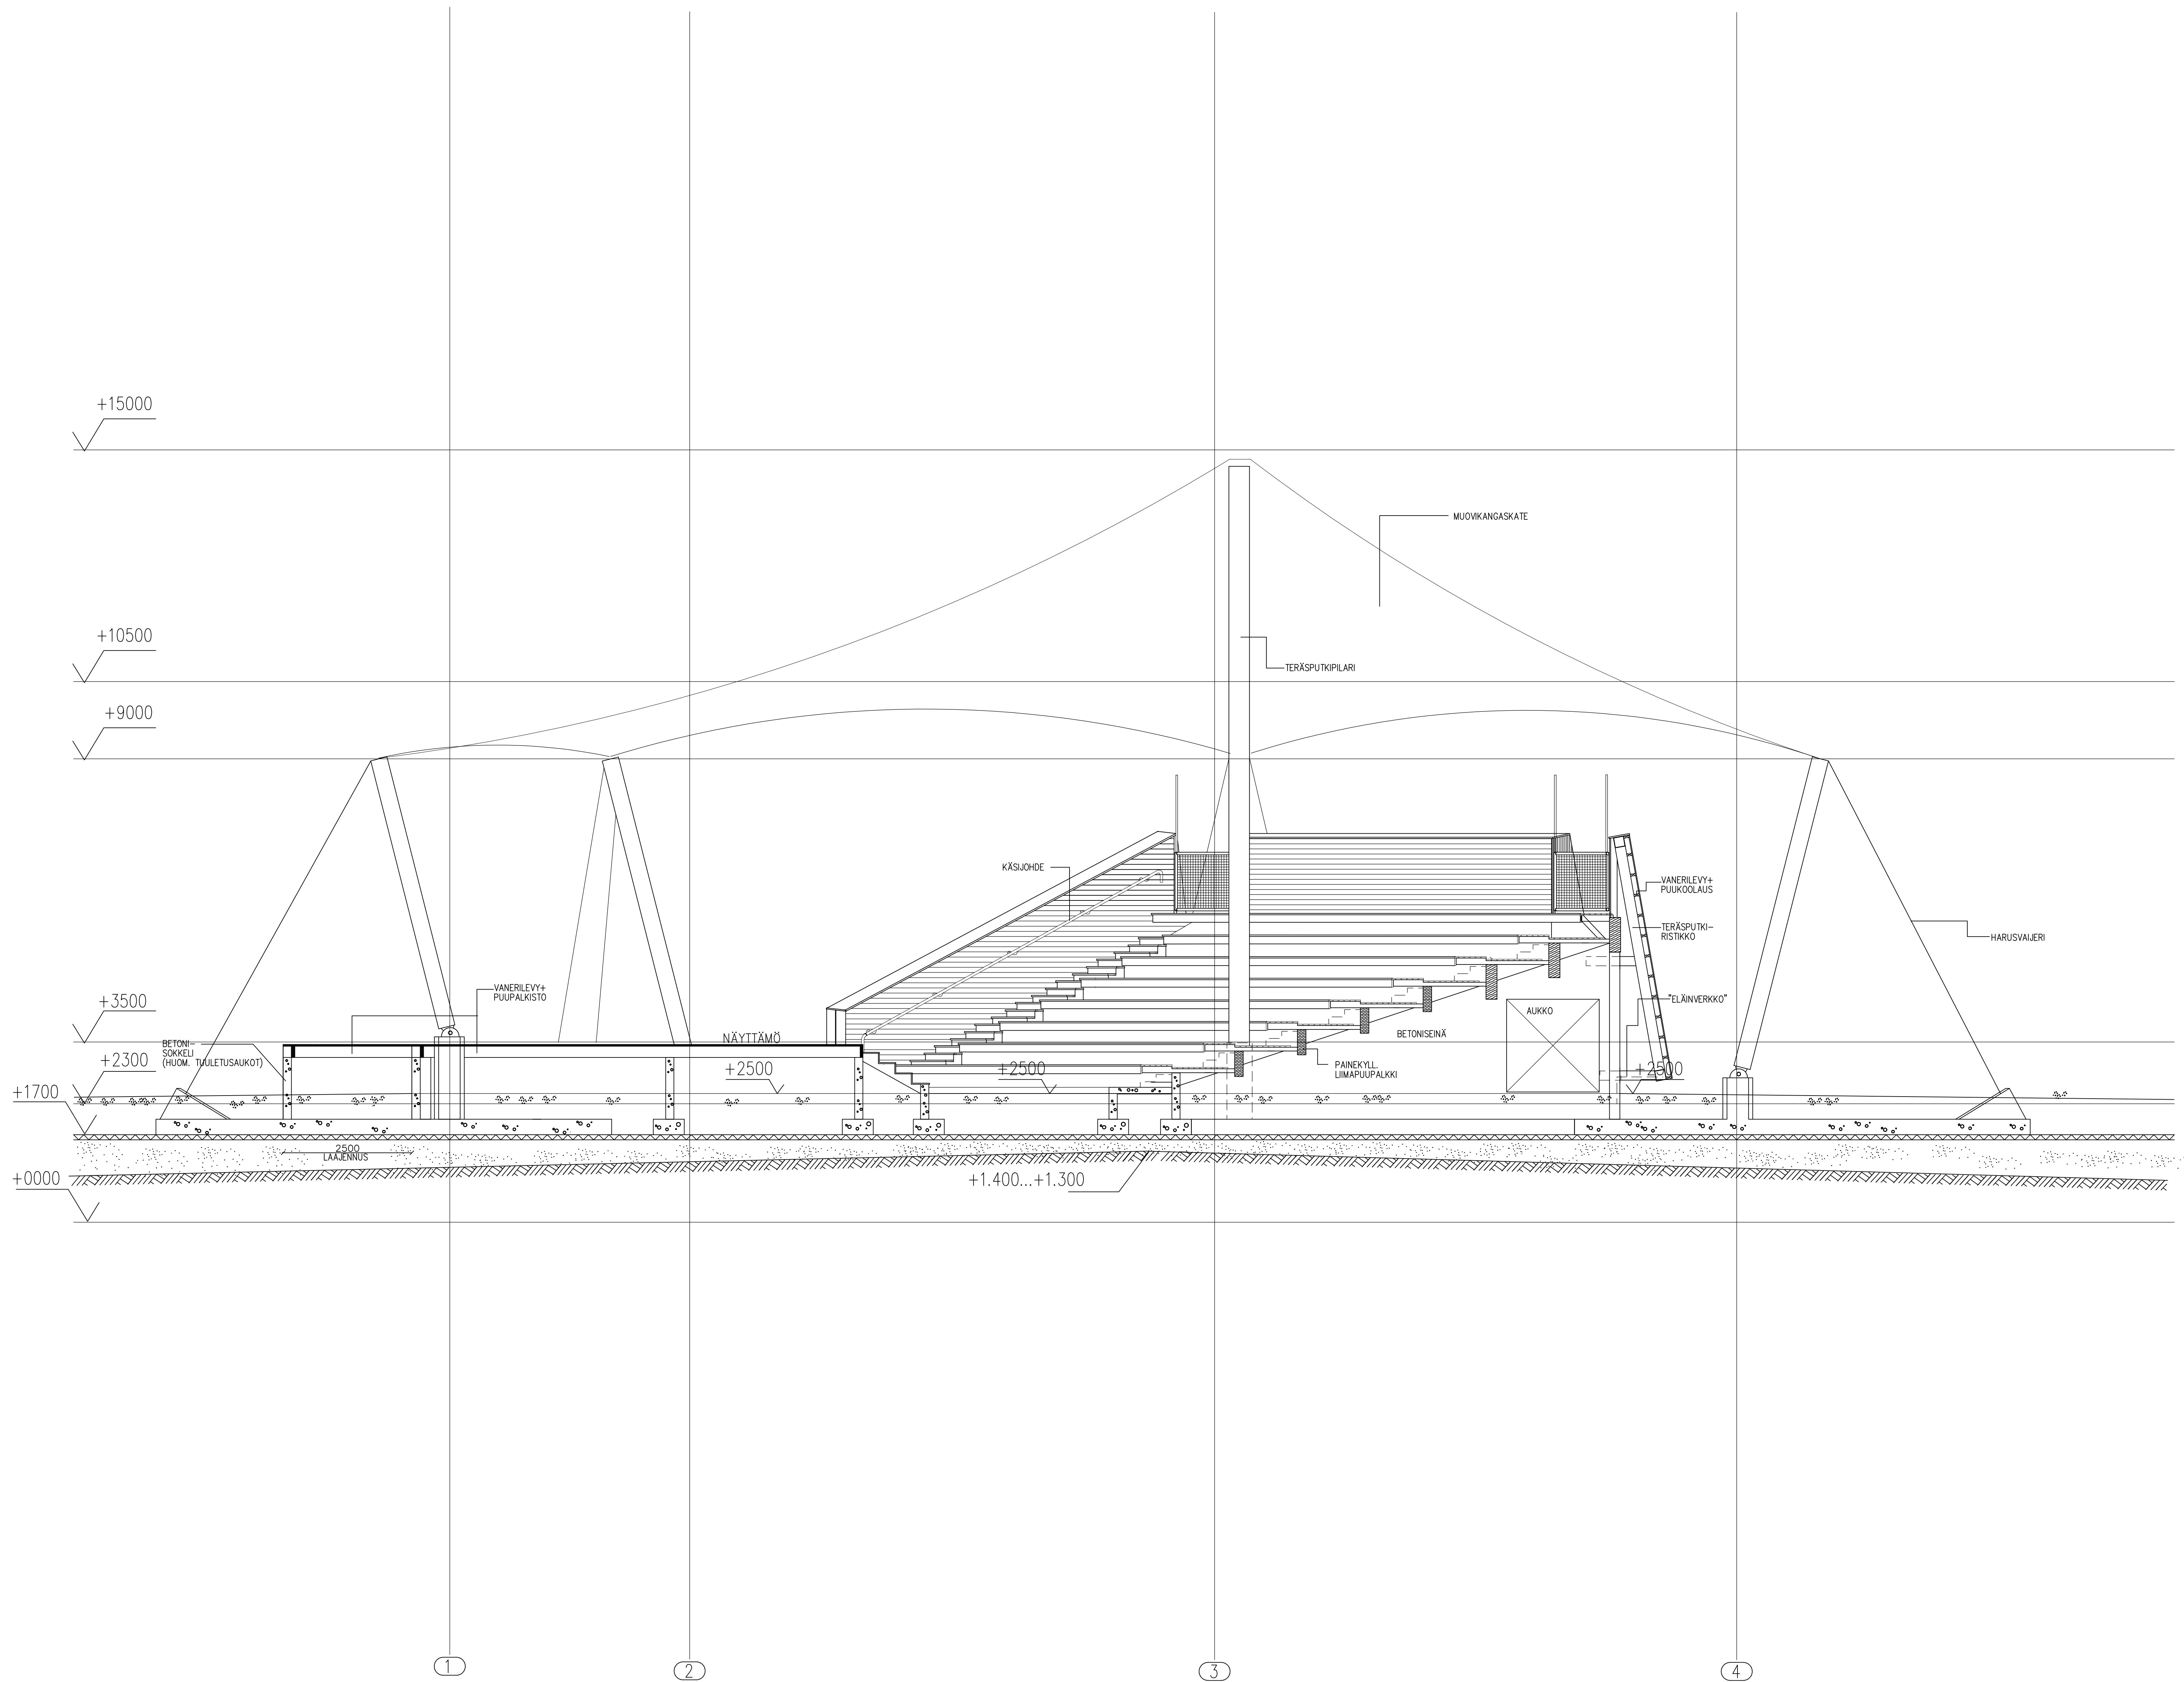 +15000
MUOVIKANGASKATE
+10500
TERÄSPUTKIPILARI
+9000
KÄSIJOHDE
VANERILEVY+
PUUKOOLAUS
TERÄSPUTKI-
RISTIKKO
HARUSVAIJERI
VANERILEVY+
PUUPALKISTO
+3500
"ELÄINVERKKO"
AUKKO
BETONISEINÄ
NÄYTTÄMÖ
BETONI-
SOKKELI
(HUOM. TUULETUSAUKOT)
+2300
+2500
+2500
PAINEKYLL.
LIIMAPUUPALKKI
+2500
+1700
2500
LAAJENNUS
+0000
+1.400...+1.300
1
2
3
4